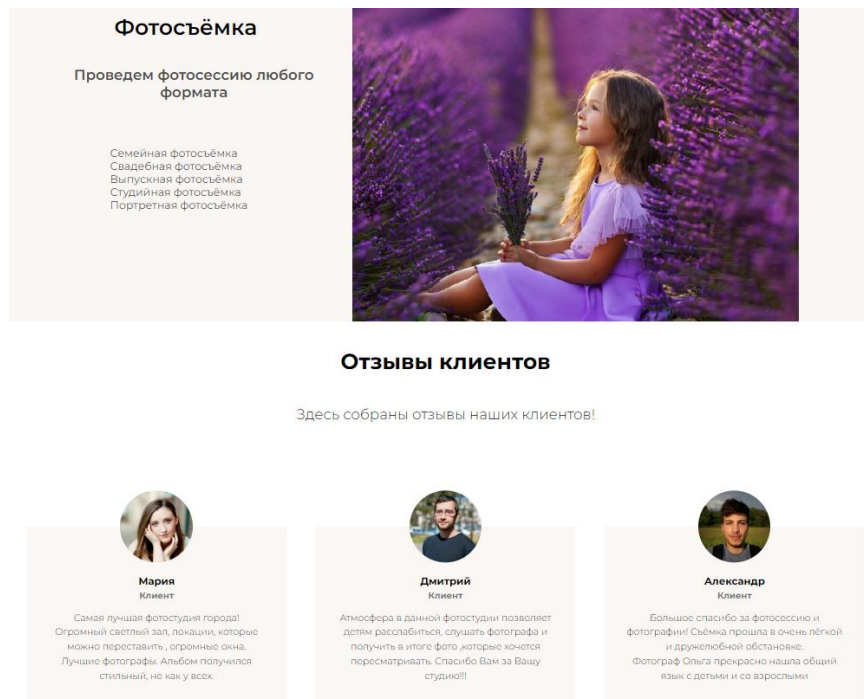 Фотосъёмка
Проведем фотосессию любого
формата
Семейная фотосъёмка
Свадебная фотосъёмка
Выпускная фотосъёмка
Студийная фотосъёмка
Портретная фотосъёмка
Отзывы клиентов
Здесь собраны отзывы наших клиентов!
Мария
Клиент
Самая лучшая фотостудия города!
Огромный светлый зал, локации, которые
можно переставить , огромные окна.
Лучшие фотографы. Альбом получился
стильный, не как у всех.
Дмитрий
Клиент
Атмосфера в данной фотостудии позволяет
детям расслабиться, слушать фотографа и
получить в итоге фото ,которые хочется
пересматривать. Спасибо Вам за Вашу
студию!!!
Александр
Клиент
Большое спасибо за фотосессию и
фотографии! Съёмка прошла в очень лёгкой
и дружелюбной обстановке.
Фотограф Ольга прекрасно нашла общий
язык с детьми и со взрослыми